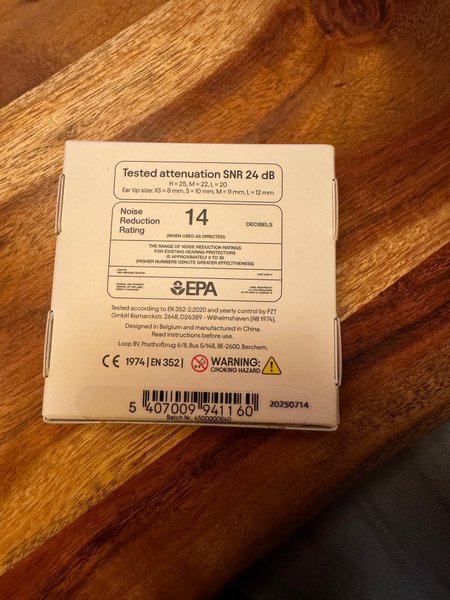 Tested attenuation SNR 24 dB
H = 25, M = 22, L = 20
Ear tip size: XS = 8 mm, S = 10 mm, M = 11 mm, L = 12 mm
Noise
Reduction
Rating
14
DECIBELS
(WHEN USED AS DIRECTED)
THE RANGE OF NOISE REDUCTION RATINGS
FOR EXISTING HEARING PROTECTORS
IS APPROXIMATELY 0 TO 30
(HIGHER NUMBERS DENOTE GREATER EFFECTIVENESS)
EPA
Tested according to EN 352-2:2020 and yearly control by PZT
GmbH Bismarckstr. 264B, D26389 - Wilhelmshaven (NB 1974).
Designed in Belgium and manufactured in China.
Read instructions before use.
Loop BV, Posthofbrug 6/8, Bus 5/148, BE-2600, Berchem.
CE 1974 | EN 352 |
WARNING:
CHOKING HAZARD
5 407009 941160
20250714
Batch Nr.: 4500000840